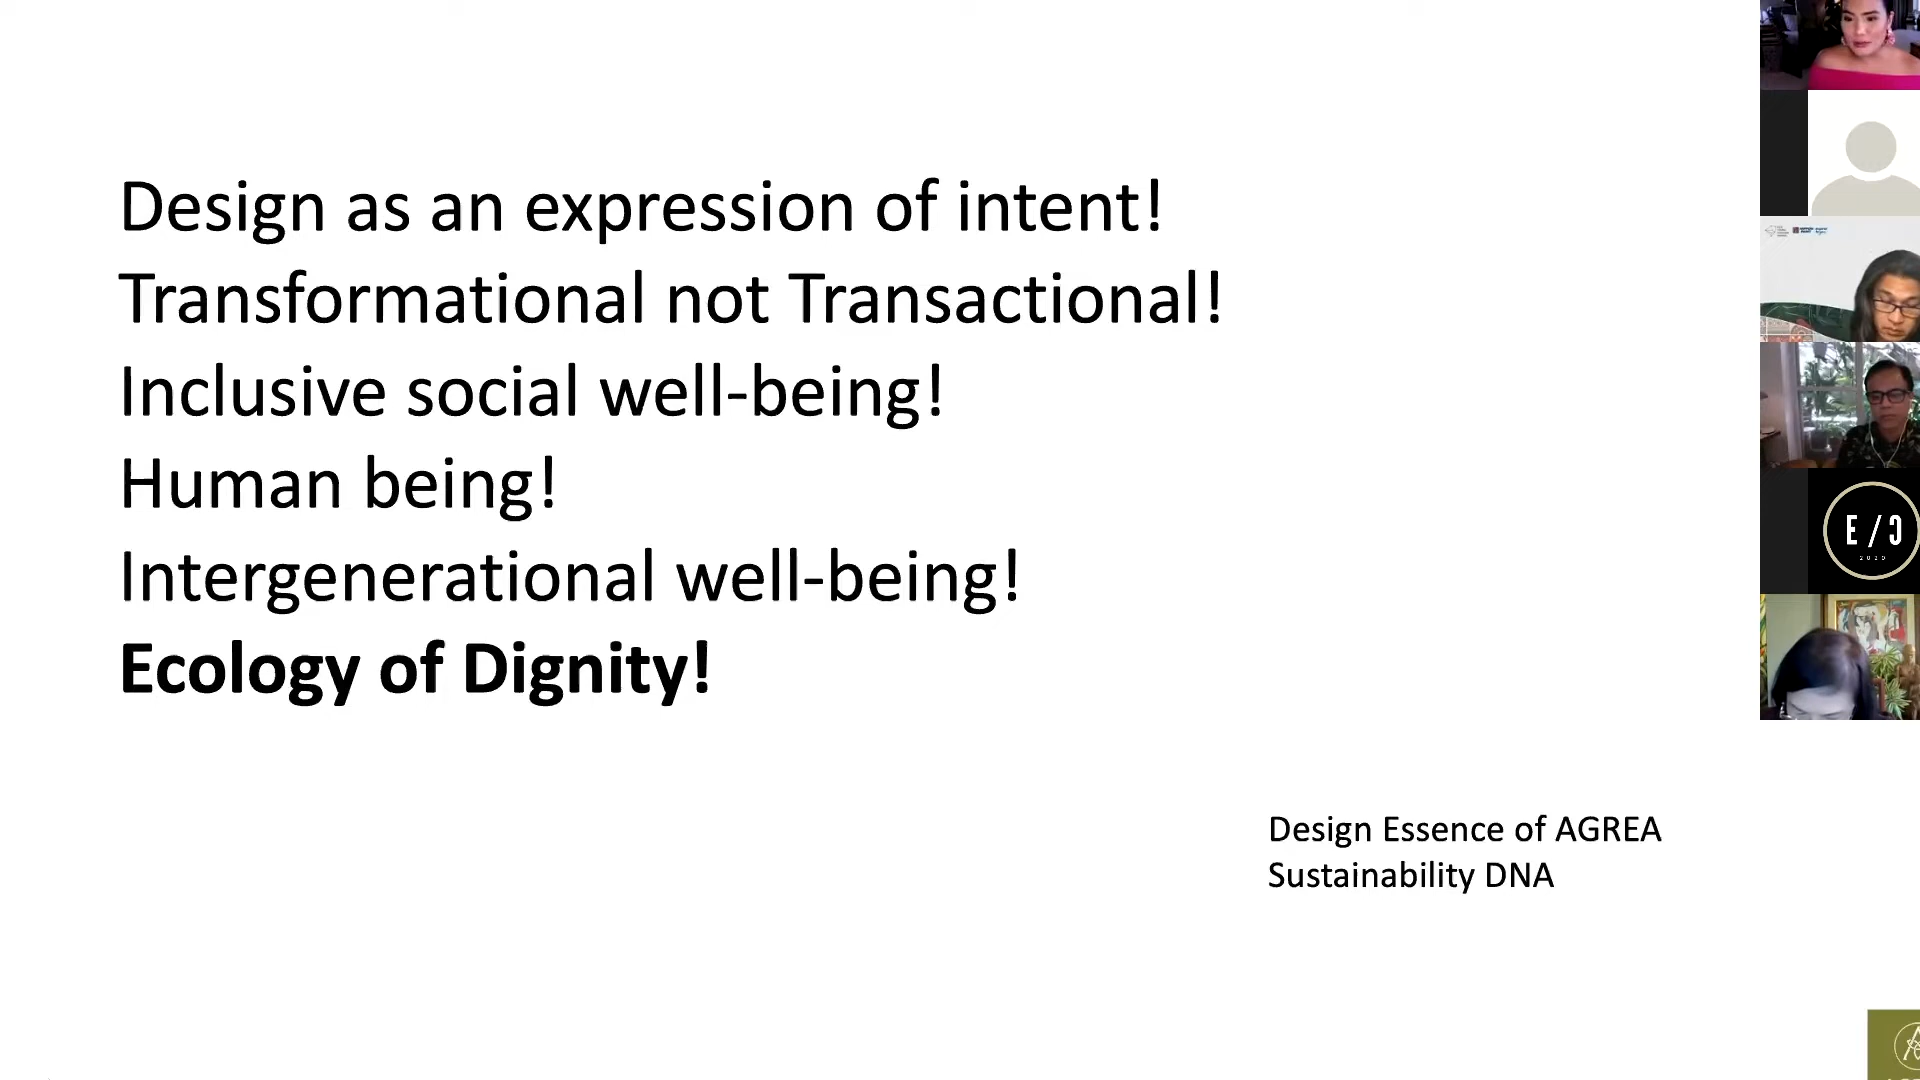 Design as an expression of intent!
Transformational not Transactional!
Inclusive social well-being!
Human being!
Intergenerational well-being!
Ecology of Dignity!
Design Essence of AGREA
Sustainability DNA
E/C
2020